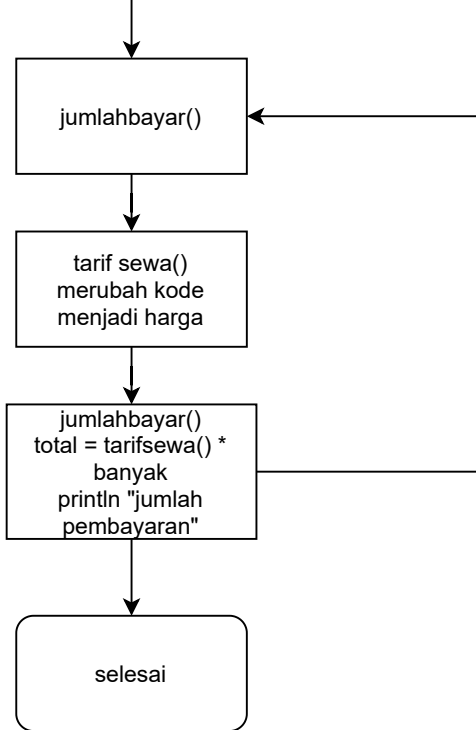 jumlahbayar()
tarif sewa()
merubah kode
menjadi harga
jumlahbayar()
total = tarifsewa() *
banyak
println "jumlah
pembayaran"
selesai